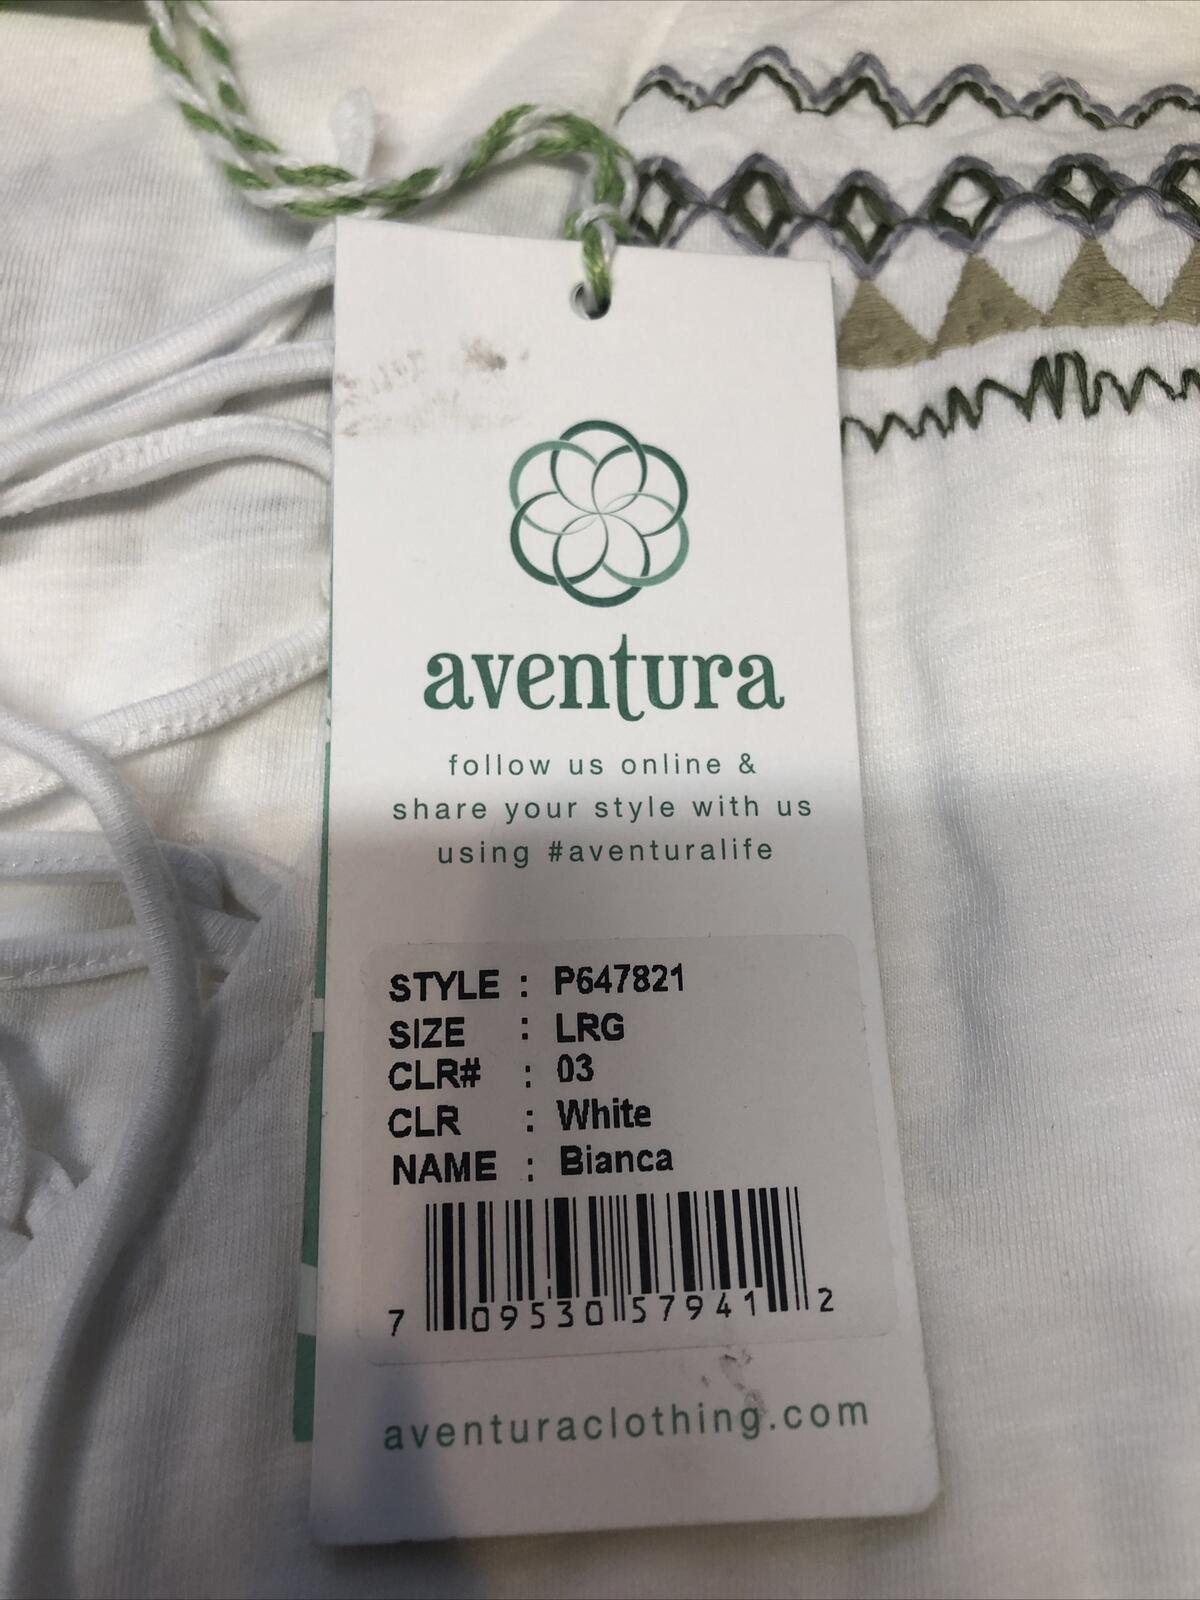 aventura
follow us online &
share your style with us
using #aventuralife
STYLE : P647821
SIZE : LRG
CLR# : 03
CLR : White
NAME : Bianca
7 09530 57941 2
aventuraclothing.com